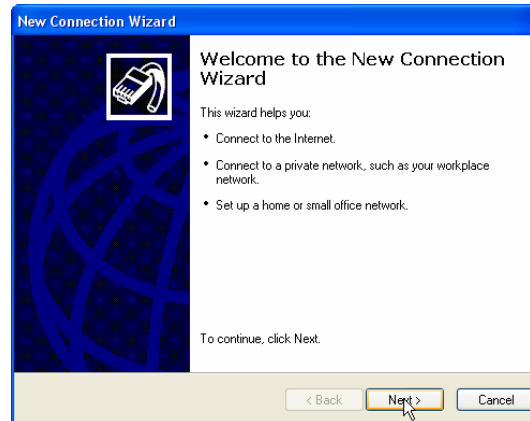 New Connection Wizard
Welcome to the New Connection
Wizard
This wizard helps you:
• Connect to the Internet.
• Connect to a private network, such as your workplace
network.
• Set up a home or small office network.
To continue, click Next.
< Back Next > Cancel